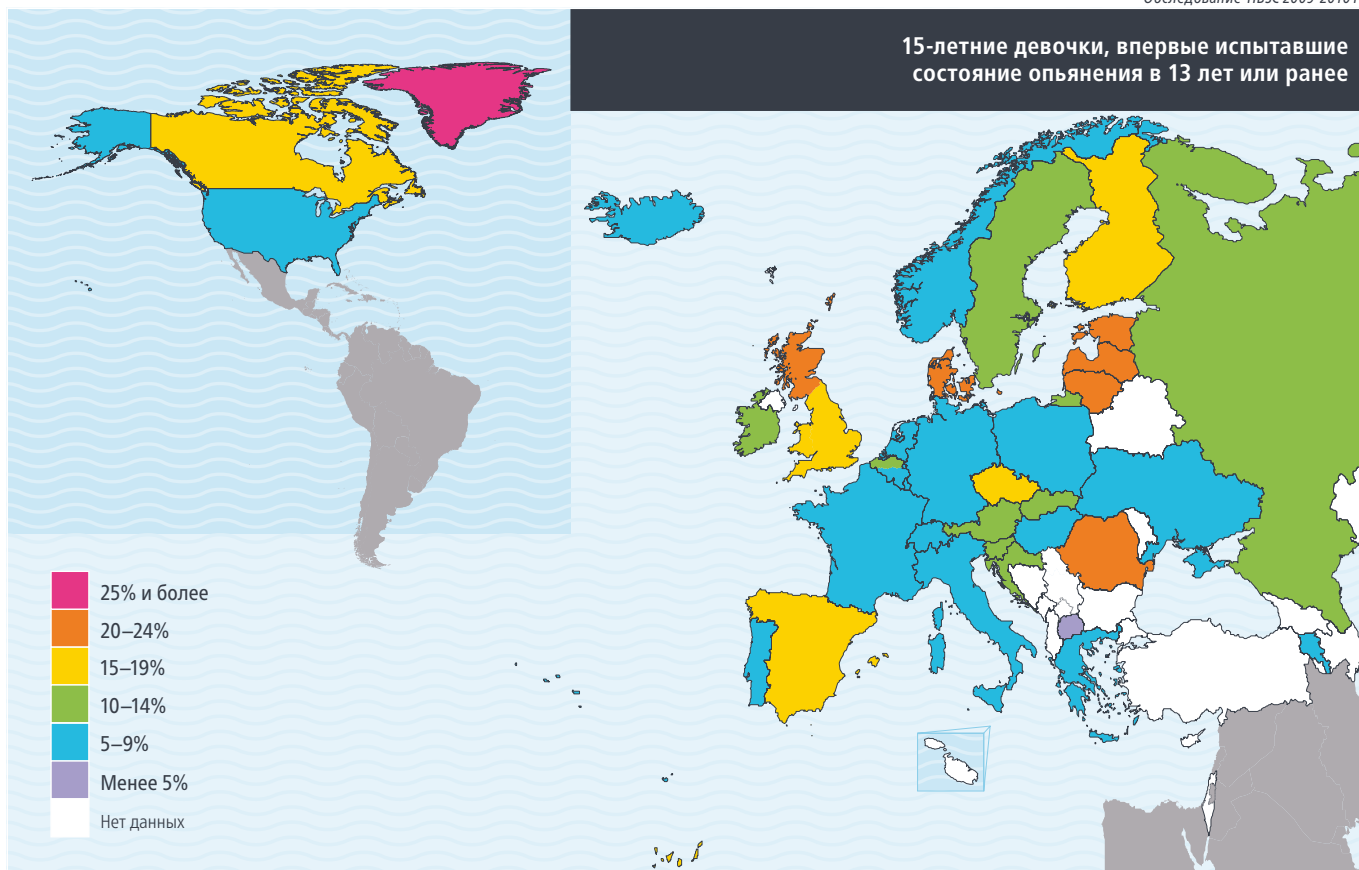 15-летние девочки, впервые испытавшие
состояние опьянения в 13 лет или ранее
25% и более
20–24%
15–19%
10–14%
5–9%
Менее 5%
Нет данных